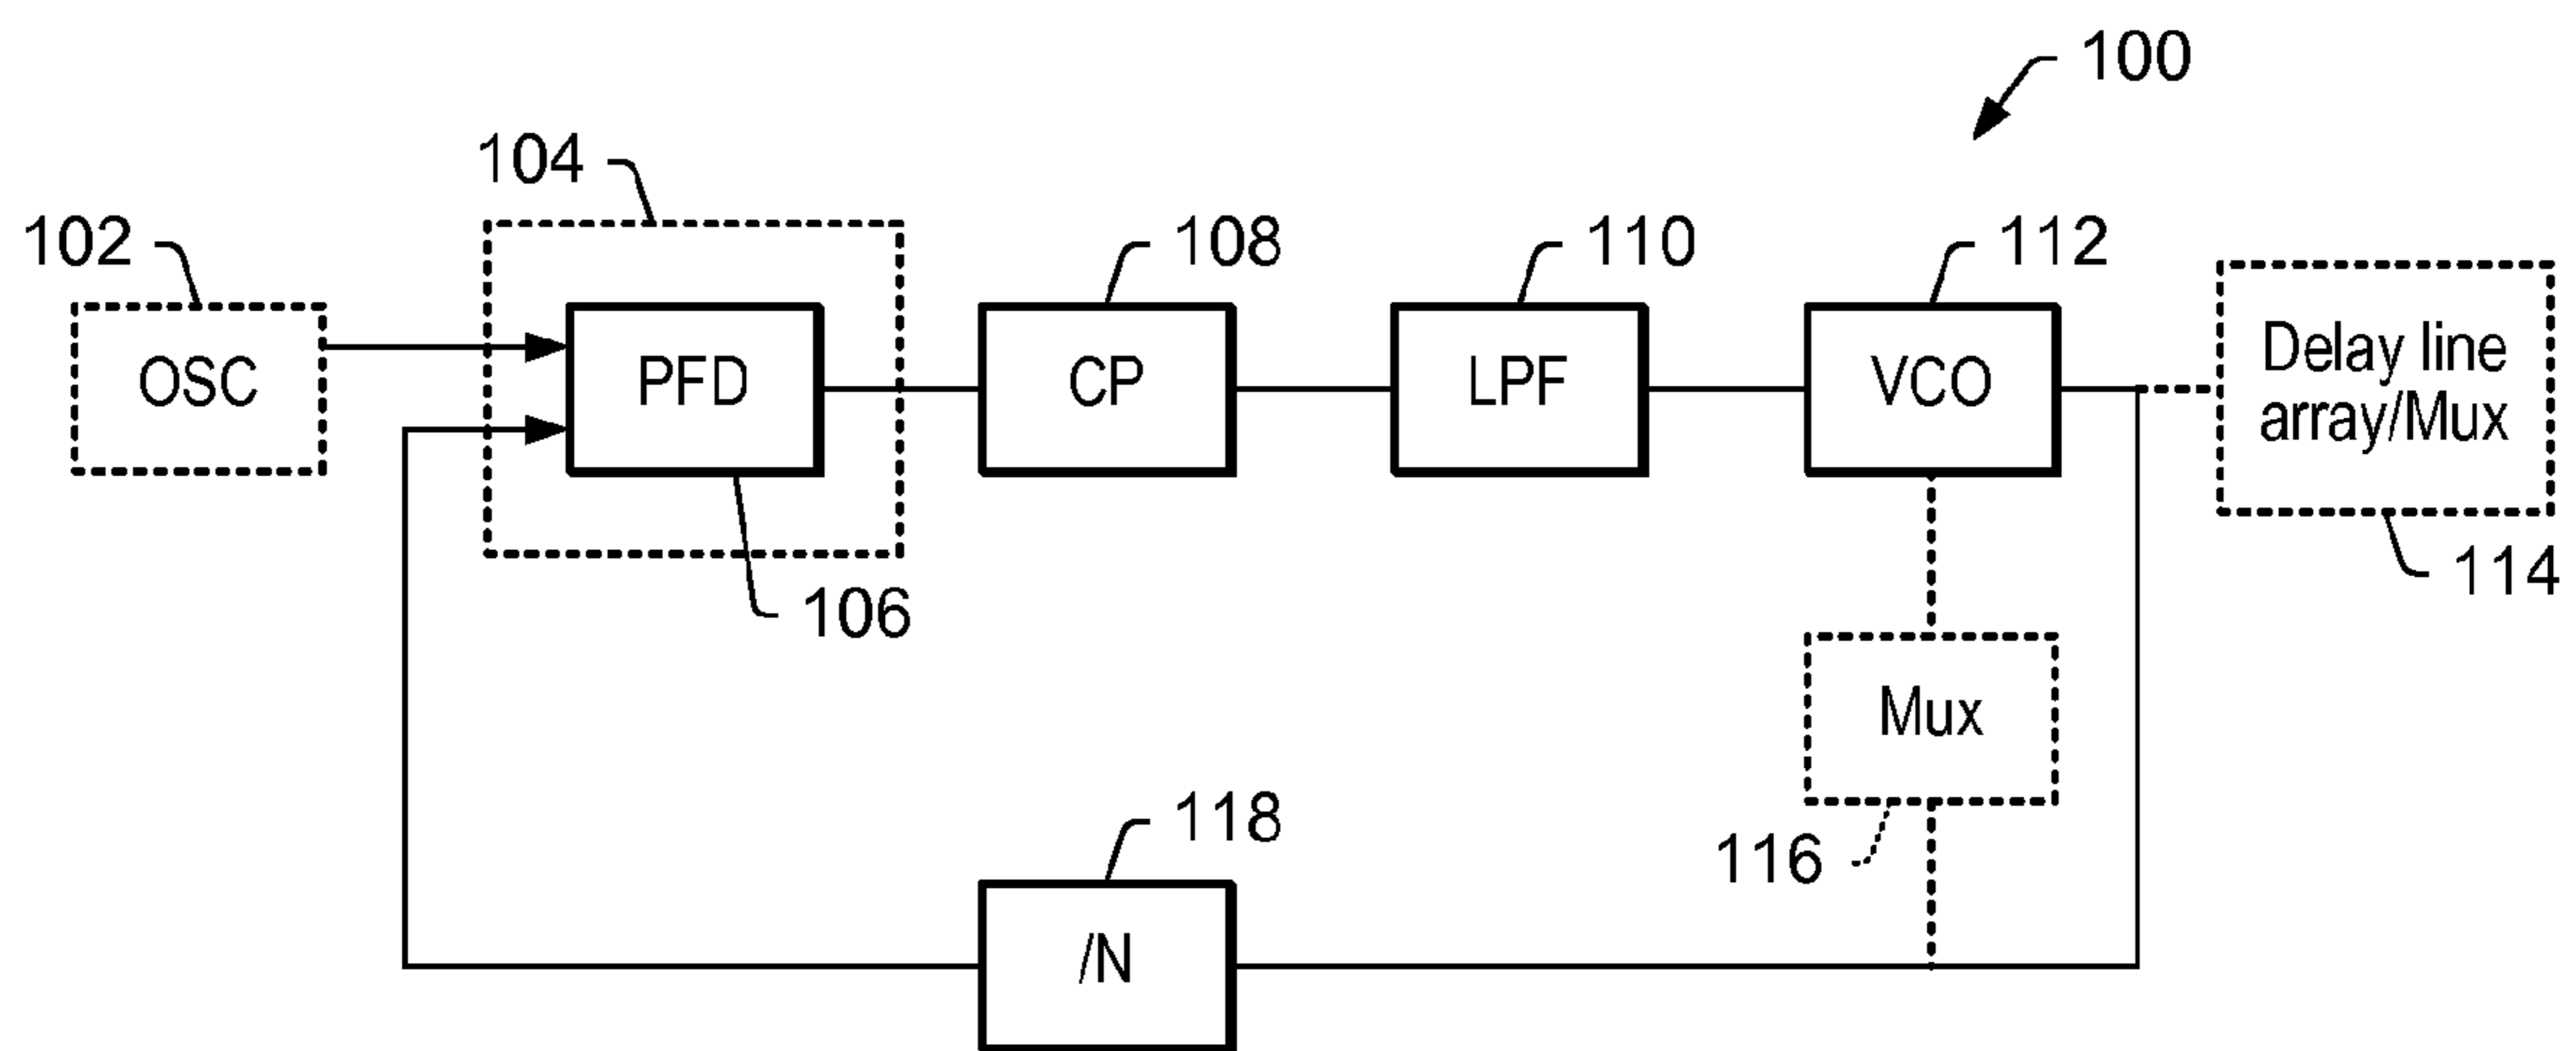 100
104
102
108
110
112
OSC
PFD
CP
LPF
VCO
Delay line
array/Mux
114
106
Mux
116
118
/N